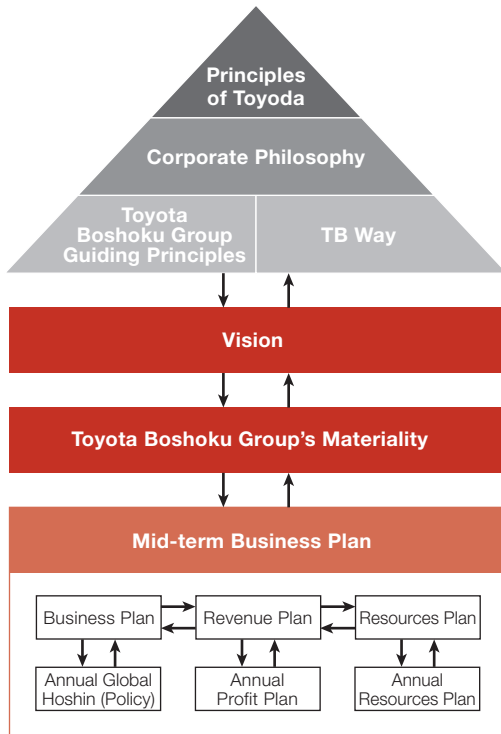 Principles
of Toyoda
Corporate Philosophy
Toyota
Boshoku Group
Guiding Principles
TB Way
Vision
Toyota Boshoku Group's Materiality
Mid-term Business Plan
Business Plan
Revenue Plan
Resources Plan
Annual Global
Hoshin (Policy)
Annual
Profit Plan
Annual
Resources Plan